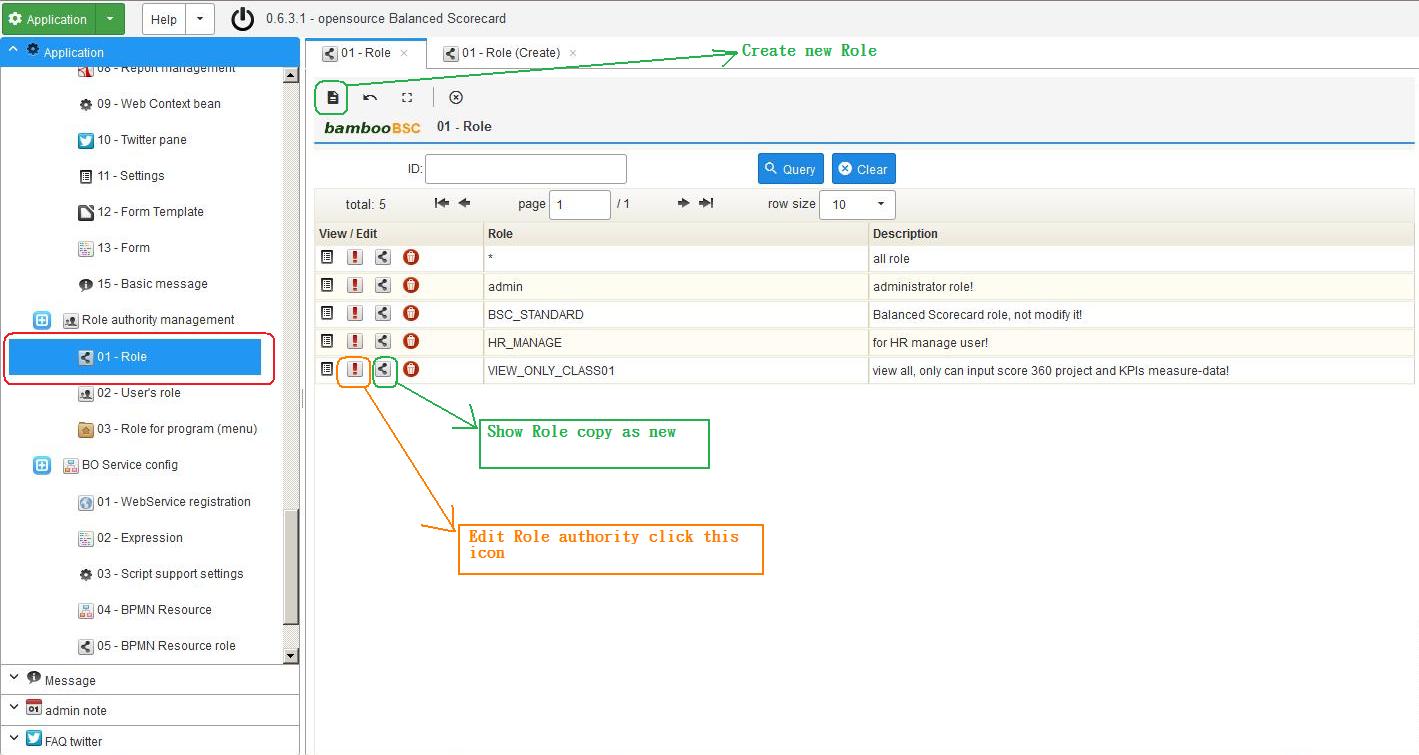 Application
Help
0.6.3.1 - opensource Balanced Scorecard
Application
08 - Report management
09 - Web Context bean
10 - Twitter pane
11 - Settings
12 - Form Template
13 - Form
15 - Basic message
Role authority management
01 - Role
02 - User's role
03 - Role for program (menu)
BO Service config
01 - WebService registration
02 - Expression
03 - Script support settings
04 - BPMN Resource
05 - BPMN Resource role
Message
01
admin note
FAQ twitter
01 - Role
01 - Role (Create)
Create new Role
bambooBSC 01 - Role
ID:
Query
Clear
total: 5
page 1 / 1
row size 10
View / Edit Role Description
* all role
admin administrator role!
BSC_STANDARD Balanced Scorecard role, not modify it!
HR_MANAGE for HR manage user!
VIEW_ONLY_CLASS01 view all, only can input score 360 project and KPIs measure-data!
Show Role copy as new
Edit Role authority click this
icon